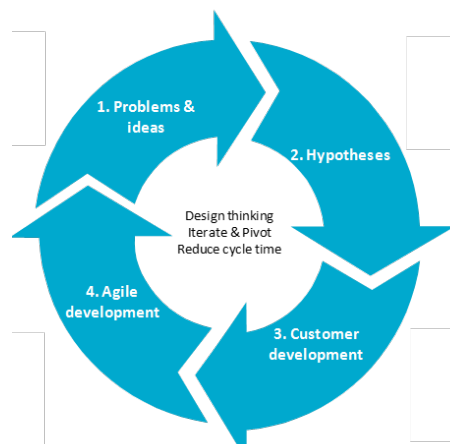 1. Problems &
ideas
2. Hypotheses
Design thinking
Iterate & Pivot
Reduce cycle time
4. Agile
development
3. Customer
development